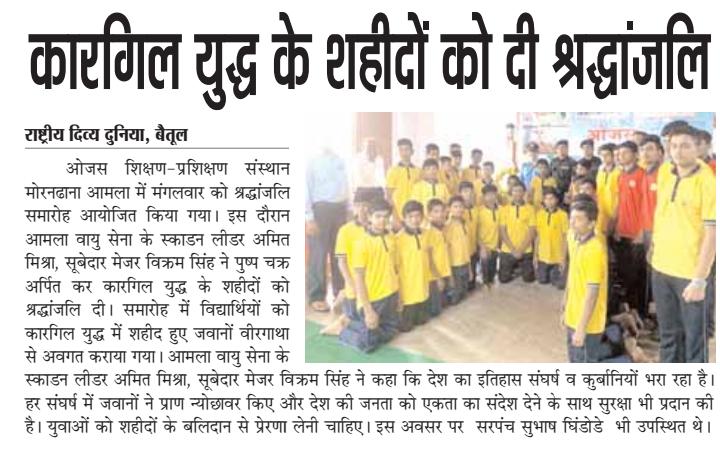 कारगिल युद्ध के शहीदों को दी श्रद्धांजलि
राष्ट्रीय दिव्य दुनिया, बैतूल
ओजस शिक्षण-प्रशिक्षण संस्थान
मोरनढाना आमला में मंगलवार को श्रद्धांजलि
समारोह आयोजित किया गया। इस दौरान
आमला वायु सेना के स्काडन लीडर अमित
मिश्रा, सूबेदार मेजर विक्रम सिंह ने पुष्प चक्र
अर्पित कर कारगिल युद्ध के शहीदों को
श्रद्धांजलि दी। समारोह में विद्यार्थियों को
कारगिल युद्ध में शहीद हुए जवानों वीरगाथा
से अवगत कराया गया। आमला वायु सेना के
स्काडन लीडर अमित मिश्रा, सूबेदार मेजर विक्रम सिंह ने कहा कि देश का इतिहास संघर्ष व कुर्बानियों भरा रहा है।
हर संघर्ष में जवानों ने प्राण न्योछावर किए और देश की जनता को एकता का संदेश देने के साथ सुरक्षा भी प्रदान की
है। युवाओं को शहीदों के बलिदान से प्रेरणा लेनी चाहिए। इस अवसर पर सरपंच सुभाष घिंडोडे भी उपस्थित थे।
ओजस